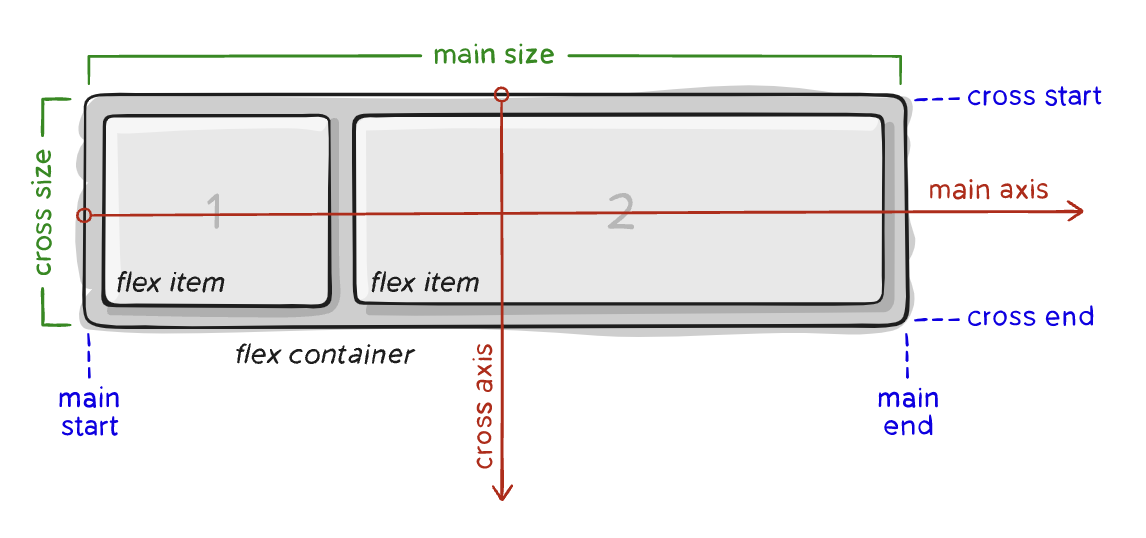 main size
cross start
cross size
1
2
main axis
flex item
flex item
cross end
flex container
cross axis
main
start
main
end